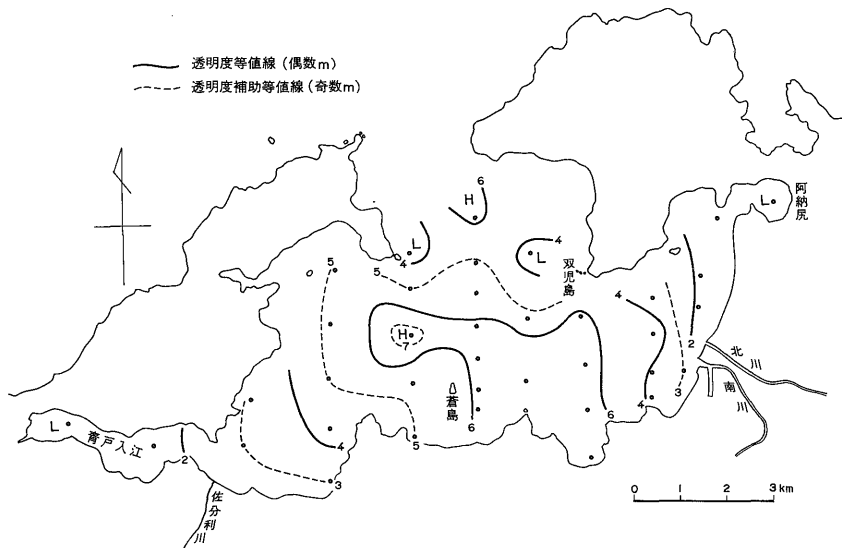 透明度等値線(偶数m)
透明度補助等値線(奇数m)
6
H
L
4
4
L
阿納尻
L
双児島
5
5
4
H
7
2
北川
3
南川
蒼島
6
6
4
5
4
3
L
青戸入江
2
佐分利川
0 1 2 3 km